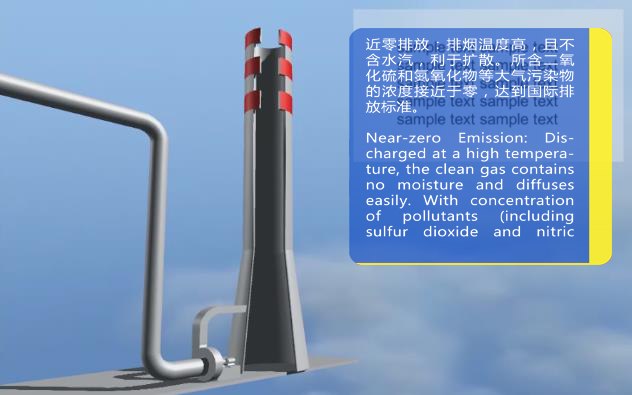 近零排放：排烟温度高，且不
含水汽，利于扩散。所含二氧
化硫和氮氧化物等大气污染物
的浓度接近于零，达到国际排
放标准。
Near-zero Emission: Dis-
charged at a high tempera-
ture, the clean gas contains
no moisture and diffuses
easily. With concentration
of pollutants (including
sulfur dioxide and nitric
sample text sample text
sample text sample text